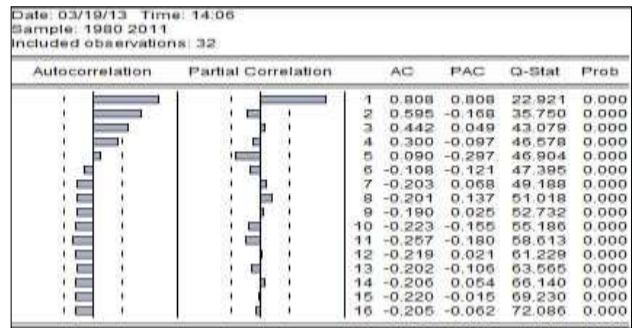 Date: 03/19/13 Time: 14:06
Sample: 1980 2011
Included observations: 32
Autocorrelation Partial Correlation AC PAC Q-Stat Prob
1 0.808 0.808 22.921 0.000
2 0.595 -0.168 35.750 0.000
3 0.442 0.049 43.079 0.000
4 0.300 -0.097 46.578 0.000
5 0.090 -0.297 46.904 0.000
6 -0.108 -0.121 47.395 0.000
7 -0.203 0.068 49.188 0.000
8 -0.201 0.137 51.018 0.000
9 -0.190 0.025 52.732 0.000
10 -0.223 -0.155 55.186 0.000
11 -0.257 -0.180 58.613 0.000
12 -0.219 0.021 61.229 0.000
13 -0.202 -0.106 63.565 0.000
14 -0.206 0.054 66.140 0.000
15 -0.220 -0.015 69.230 0.000
16 -0.205 -0.062 72.086 0.000